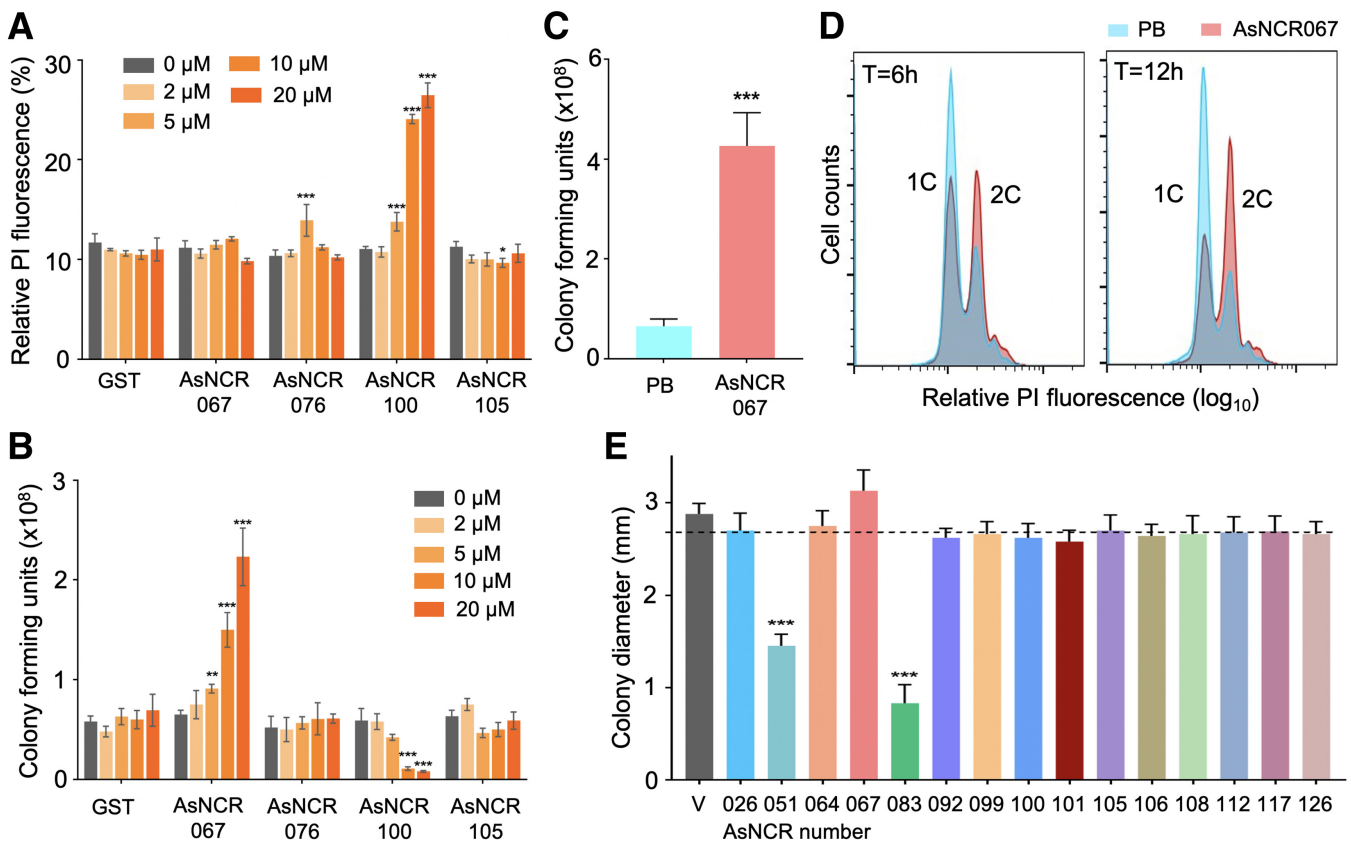 A
Relative PI fluorescence (%)
30
20
10
0
0 µM
2 µM
5 µM
10 µM
20 µM
***
***
***
***
*
GST
AsNCR
067
AsNCR
076
AsNCR
100
AsNCR
105
B
Colony forming units (x10⁸)
3
2
1
0
0 µM
2 µM
5 µM
10 µM
20 µM
**
***
***
***
***
GST
AsNCR
067
AsNCR
076
AsNCR
100
AsNCR
105
C
Colony forming units (x10⁸)
6
4
2
0
***
PB
AsNCR
067
D
PB
AsNCR067
Cell counts
T=6h
1C
2C
T=12h
1C
2C
Relative PI fluorescence (log₁₀)
E
Colony diameter (mm)
3
2
1
0
***
***
V 026 051 064 067 083 092 099 100 101 105 106 108 112 117 126
AsNCR number